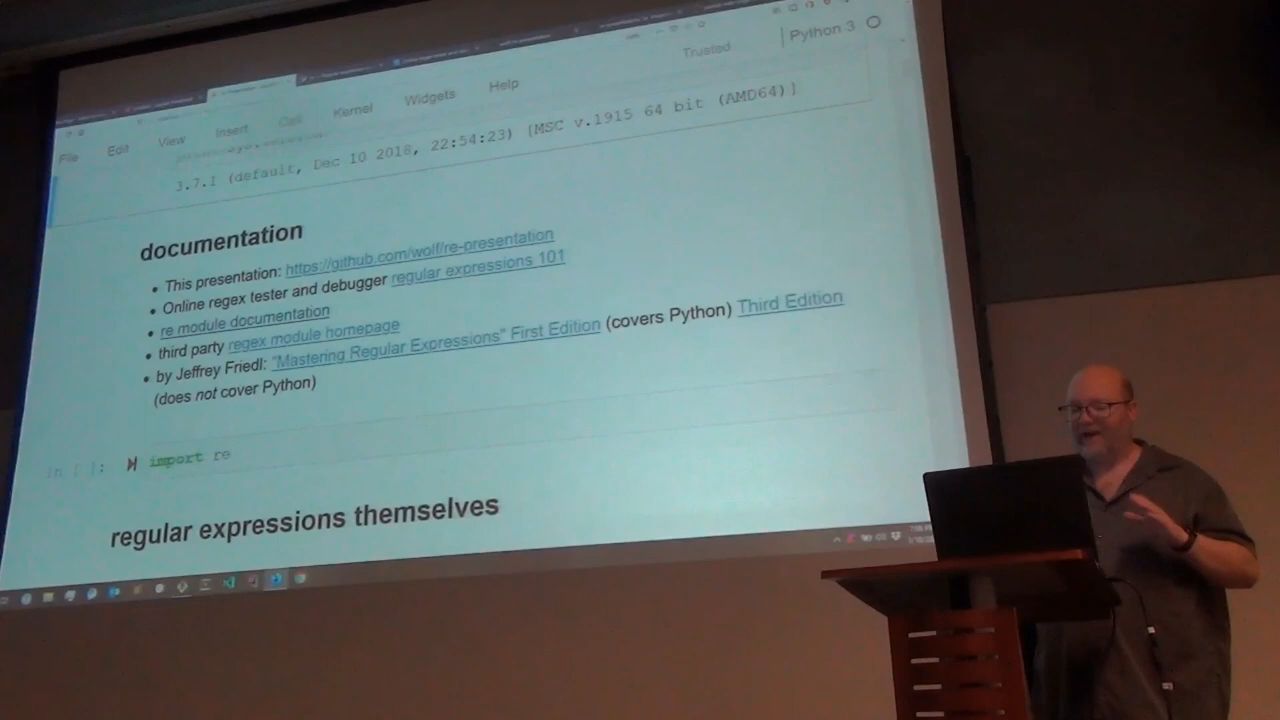 Trusted
Python 3
File Edit View Insert Cell Kernel Widgets Help
3.7.1 (default, Dec 10 2018, 22:54:23) [MSC v.1915 64 bit (AMD64)]
documentation
• This presentation: https://github.com/wolf/re-presentation
• Online regex tester and debugger regular expressions 101
• re module documentation
• third party regex module homepage
• by Jeffrey Friedl: "Mastering Regular Expressions" First Edition (covers Python) Third Edition
(does not cover Python)
In [ ]: import re
regular expressions themselves